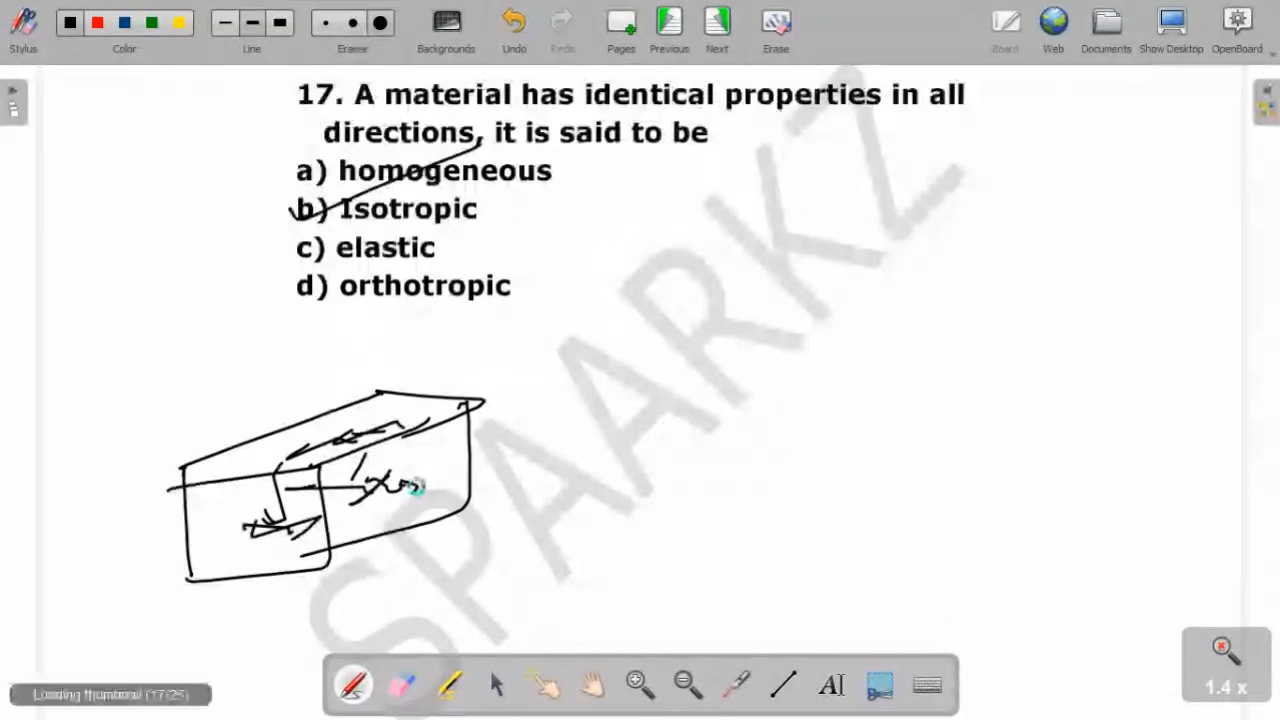 Stylus
Color
Line
Eraser
Backgrounds
Undo
Redo
Pages
Previous
Next
Erase
Board
Web
Documents
Show Desktop
OpenBoard
17. A material has identical properties in all
directions, it is said to be
a) homogeneous
b) Isotropic
c) elastic
d) orthotropic
SPAARKZ
Loading thumbnail (17/25)
1.4 x